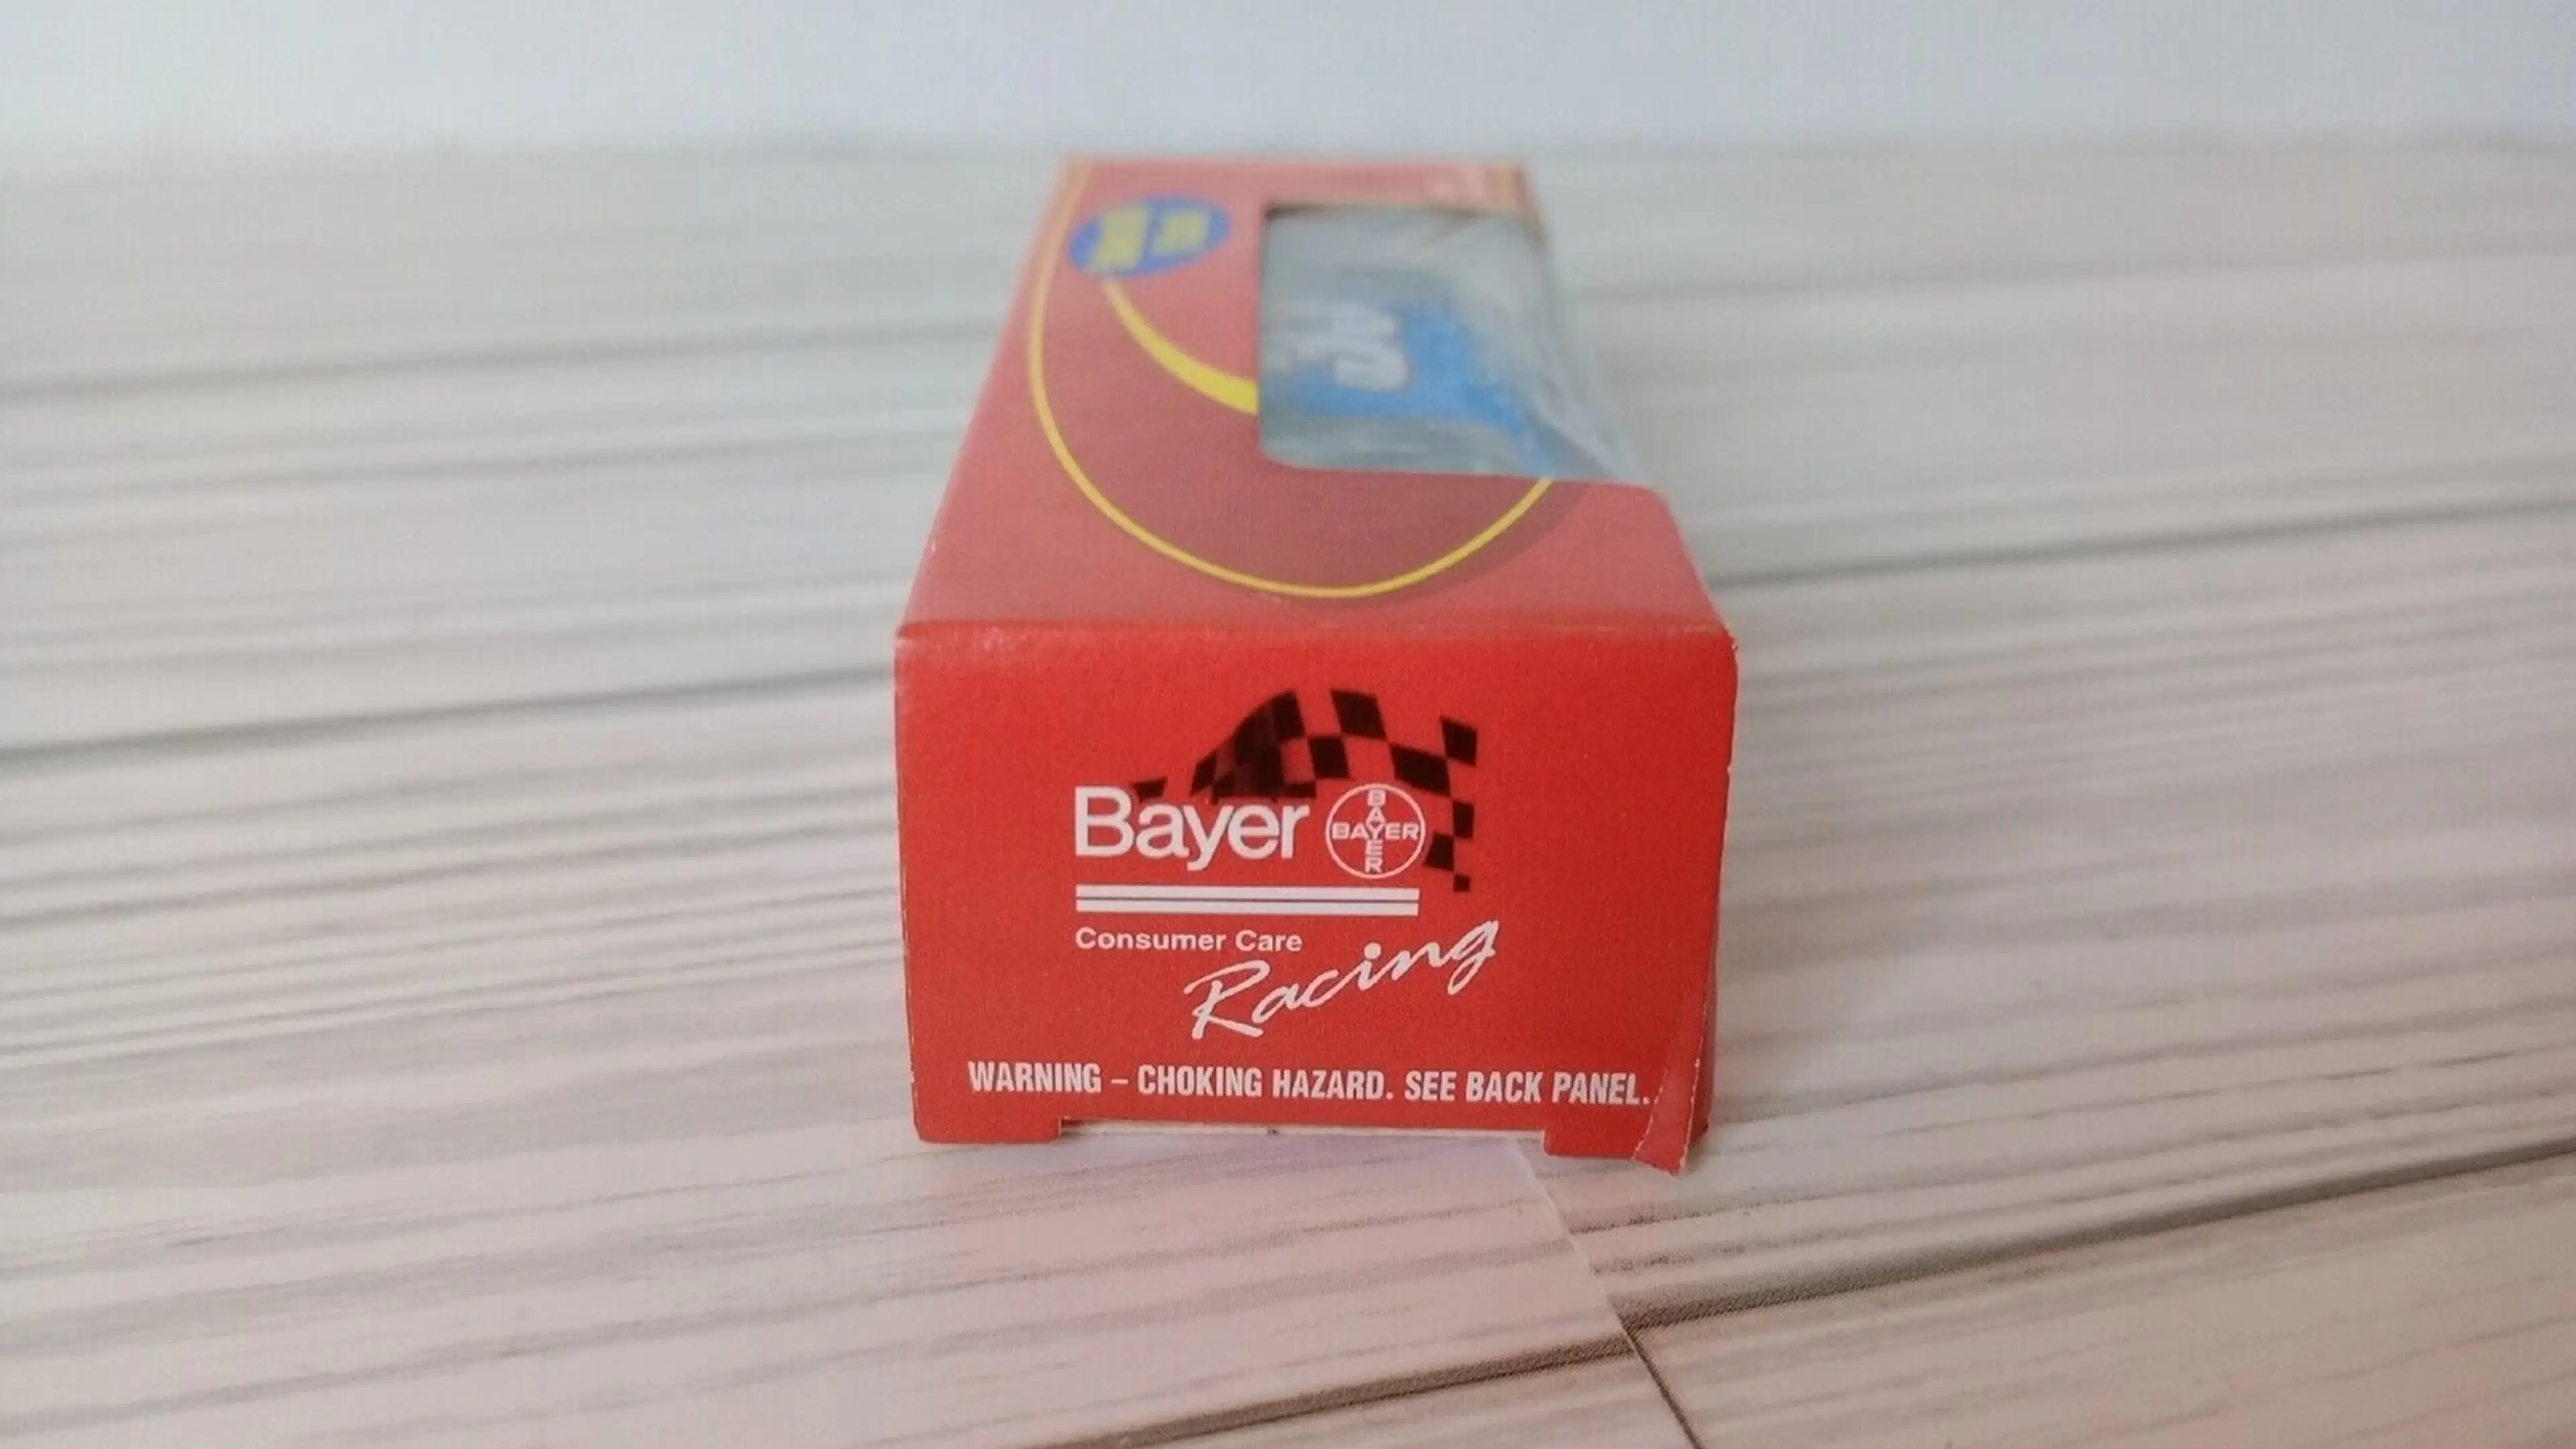 Bayer
BAYER
BAYER
Consumer Care
Racing
WARNING – CHOKING HAZARD. SEE BACK PANEL.